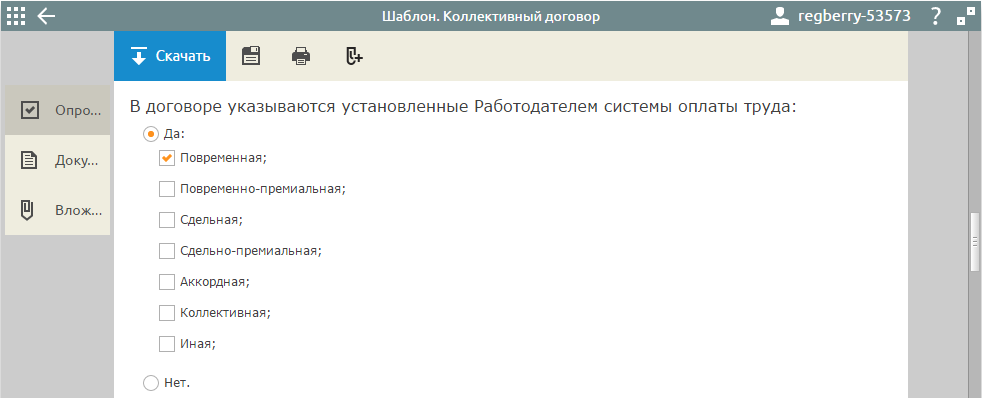 Шаблон. Коллективный договор
regberry-53573
?
Скачать
Опро...
Доку...
Влож...
В договоре указываются установленные Работодателем системы оплаты труда:
Да:
Повременная;
Повременно-премиальная;
Сдельная;
Сдельно-премиальная;
Аккордная;
Коллективная;
Иная;
Нет.